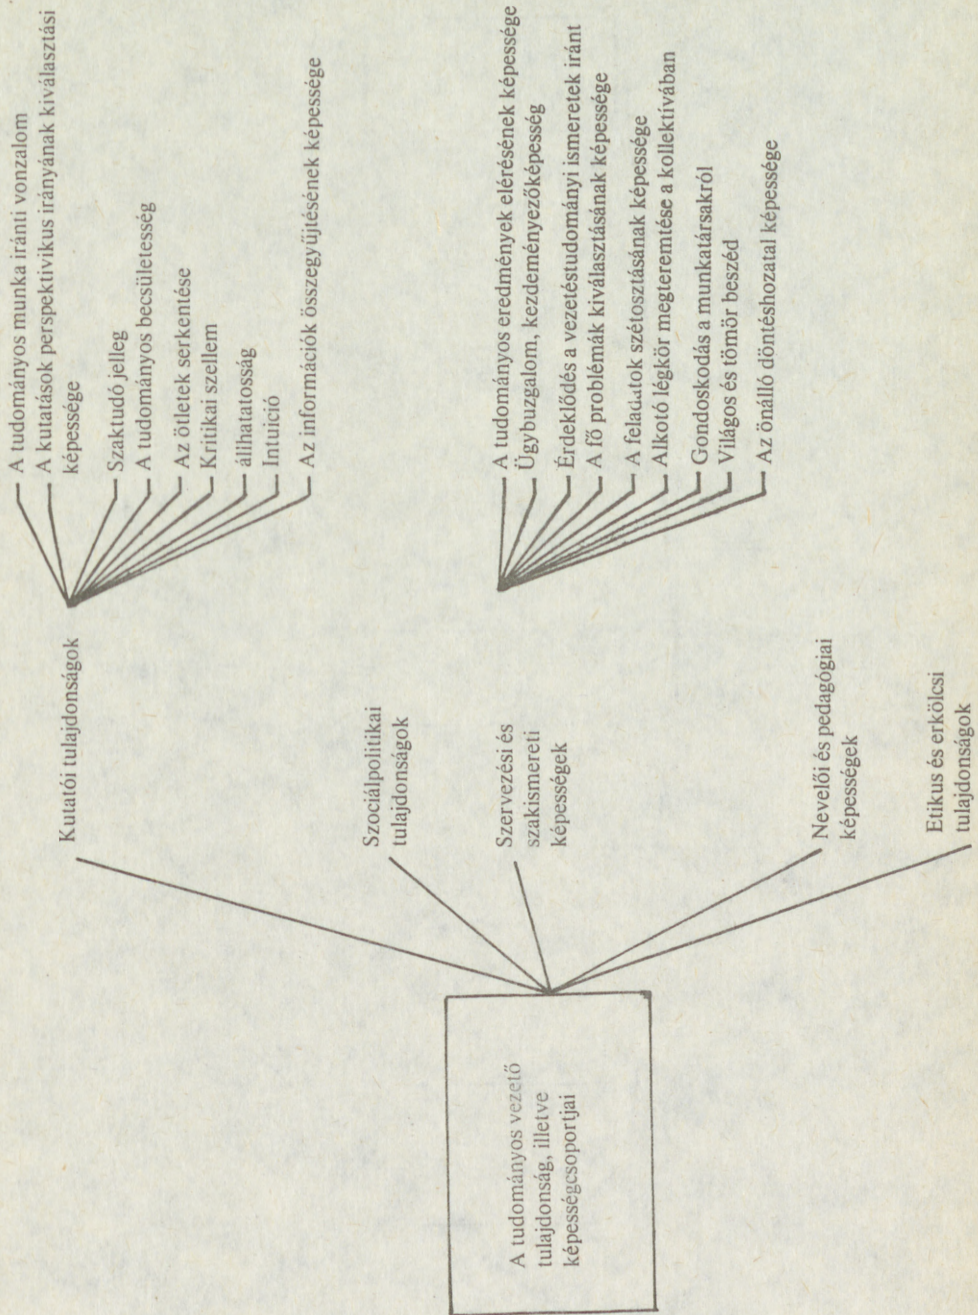 A tudományos vezető
tulajdonság, illetve
képességcsoportjai
Kutatói tulajdonságok
A tudományos munka iránti vonzalom
A kutatások perspektivikus irányának kiválasztási
képessége
Szaktudó jelleg
A tudományos becsületesség
Az ötletek serkentése
Kritikai szellem
állhatatosság
Intuició
Az információk összegyűjtésének képessége
Szociálpolitikai
tulajdonságok
Szervezési és
szakismereti
képességek
A tudományos eredmények elérésének képessége
Ügybuzgalom, kezdeményezőképesség
Érdeklődés a vezetéstudományi ismeretek iránt
A fő problémák kiválasztásának képessége
A feladatok szétosztásának képessége
Alkotó légkör megteremtése a kollektívában
Gondoskodás a munkatársakról
Világos és tömör beszéd
Az önálló döntéshozatal képessége
Nevelői és pedagógiai
képességek
Etikus és erkölcsi
tulajdonságok